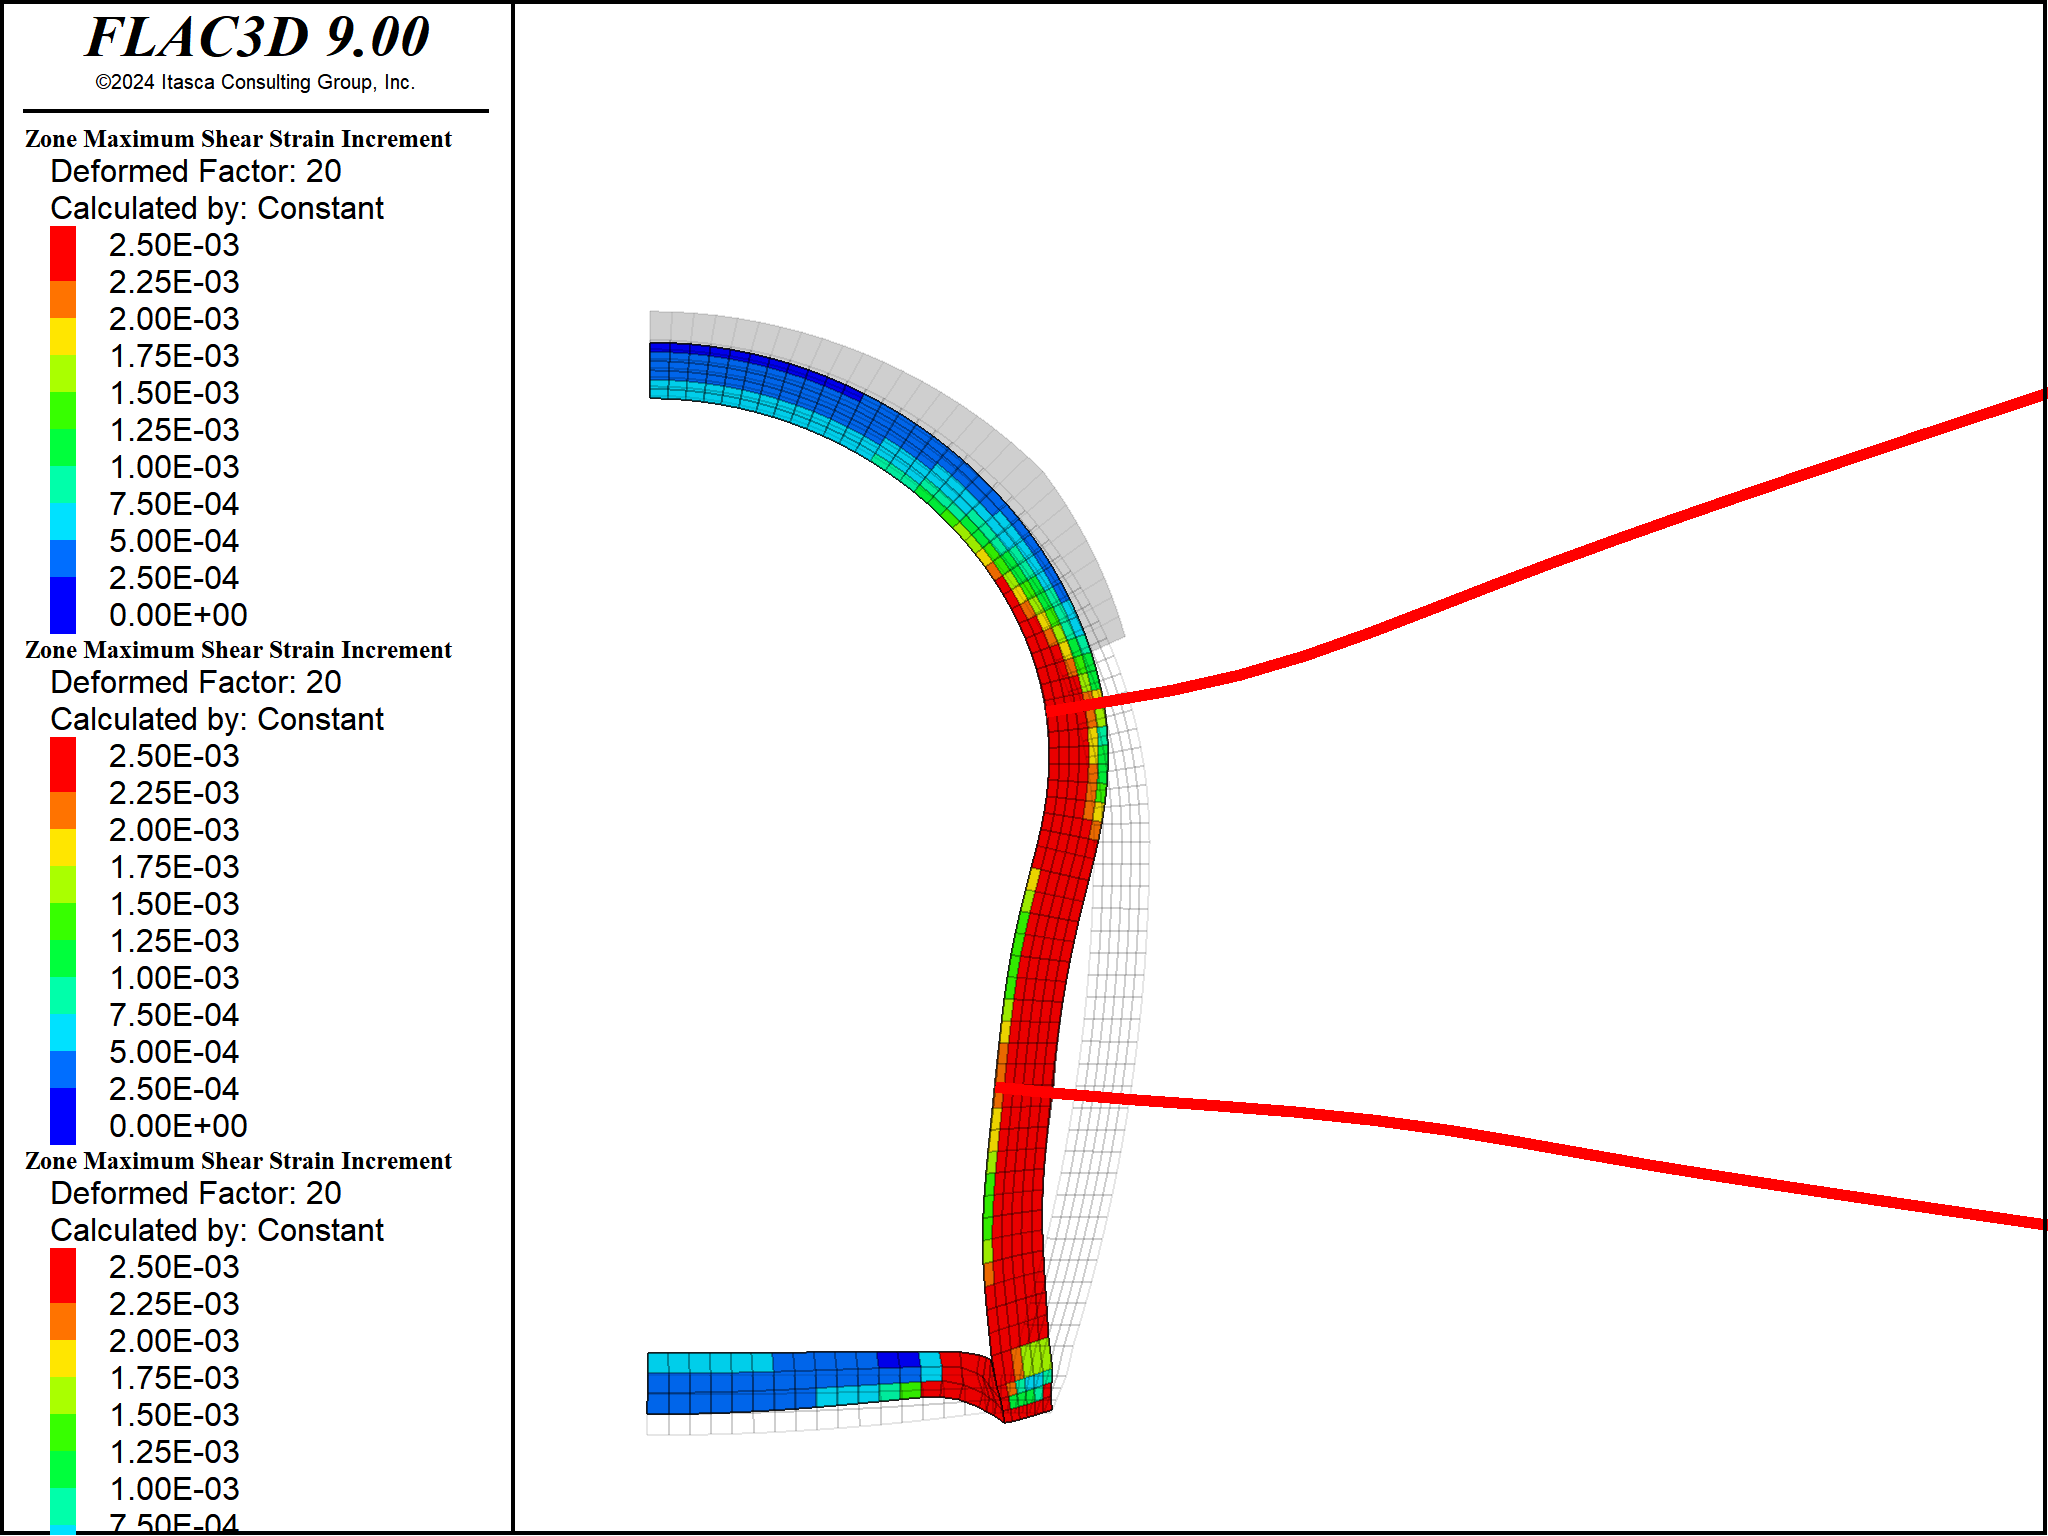 FLAC3D 9.00
©2024 Itasca Consulting Group, Inc.
Zone Maximum Shear Strain Increment
Deformed Factor: 20
Calculated by: Constant
2.50E-03
2.25E-03
2.00E-03
1.75E-03
1.50E-03
1.25E-03
1.00E-03
7.50E-04
5.00E-04
2.50E-04
0.00E+00
Zone Maximum Shear Strain Increment
Deformed Factor: 20
Calculated by: Constant
2.50E-03
2.25E-03
2.00E-03
1.75E-03
1.50E-03
1.25E-03
1.00E-03
7.50E-04
5.00E-04
2.50E-04
0.00E+00
Zone Maximum Shear Strain Increment
Deformed Factor: 20
Calculated by: Constant
2.50E-03
2.25E-03
2.00E-03
1.75E-03
1.50E-03
1.25E-03
1.00E-03
7.50E-04